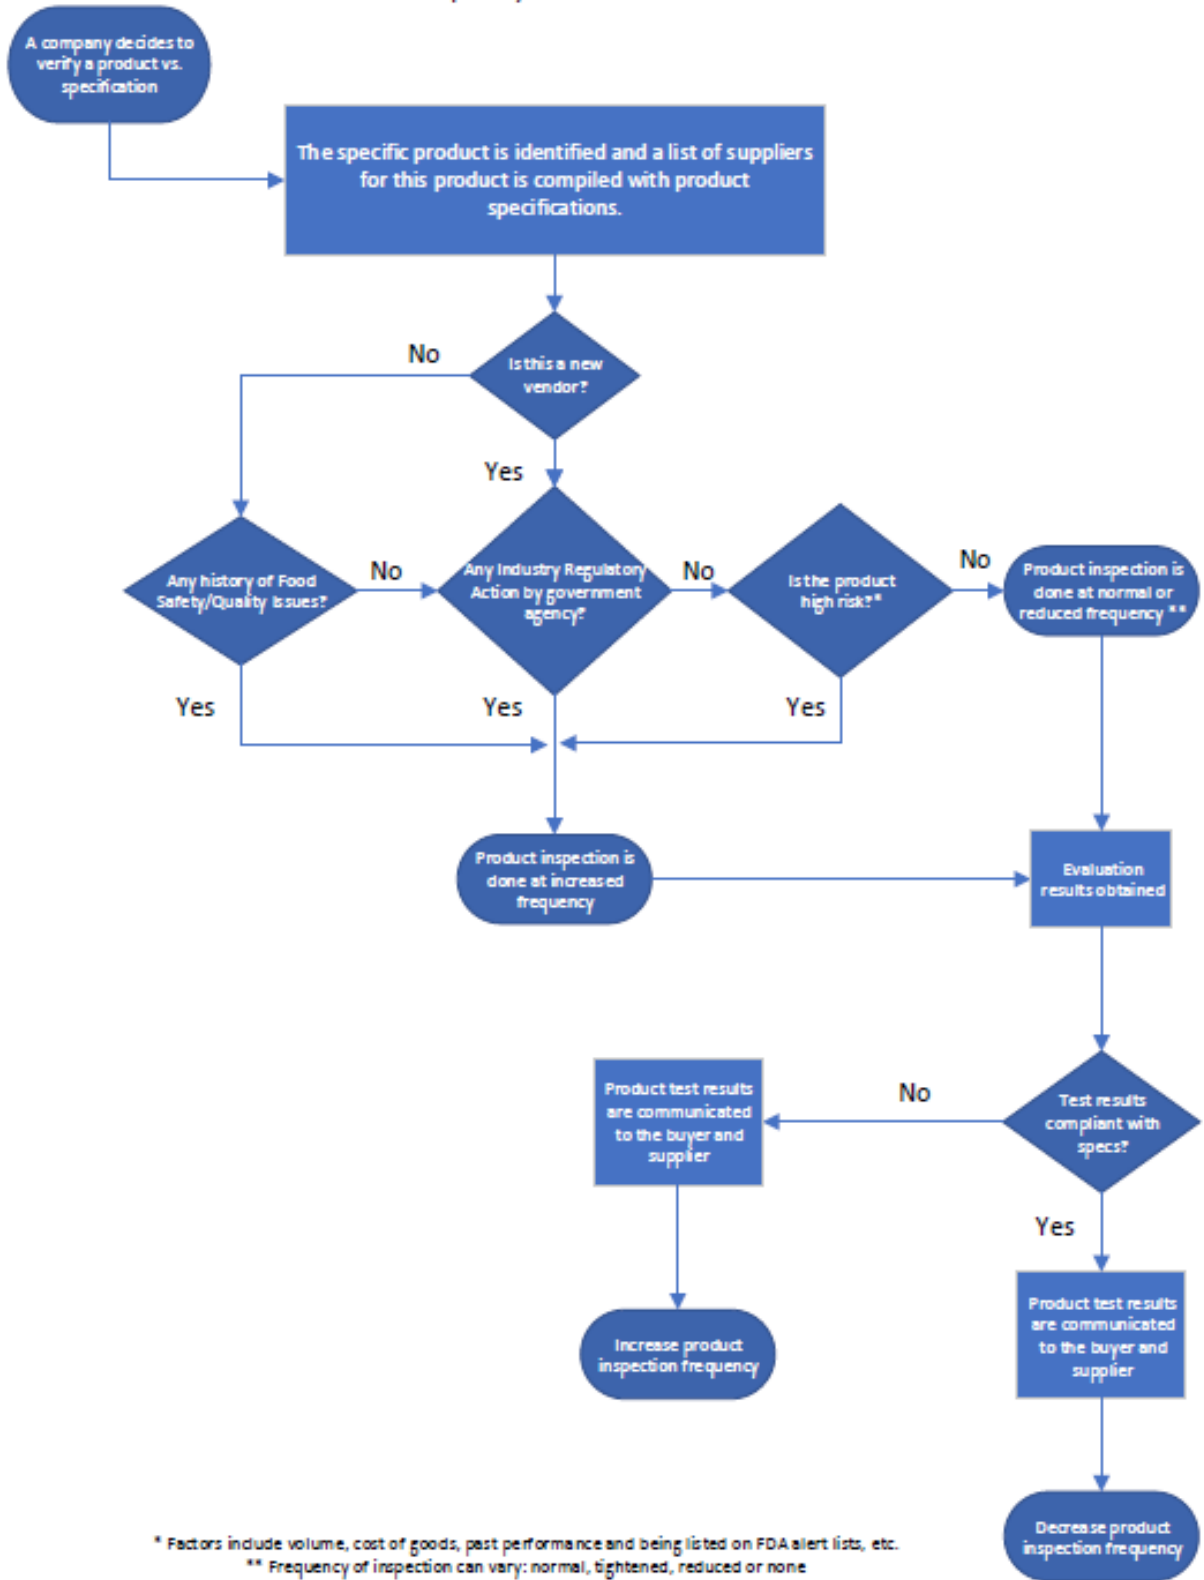 A company decides to
verify a product vs.
specification
The specific product is identified and a list of suppliers
for this product is compiled with product
specifications.
Is this a new
vendor?
No
Yes
Any history of Food
Safety/Quality Issues?
No
Any Industry Regulatory
Action by government
agency?
No
Is the product
high risk?*
No
Product inspection is
done at normal or
reduced frequency **
Yes
Yes
Yes
Product inspection is
done at increased
frequency
Evaluation
results obtained
Test results
compliant with
specs?
No
Product test results
are communicated
to the buyer and
supplier
Yes
Increase product
inspection frequency
Product test results
are communicated
to the buyer and
supplier
Decrease product
inspection frequency
* Factors include volume, cost of goods, past performance and being listed on FDA alert lists, etc.
** Frequency of inspection can vary: normal, tightened, reduced or none